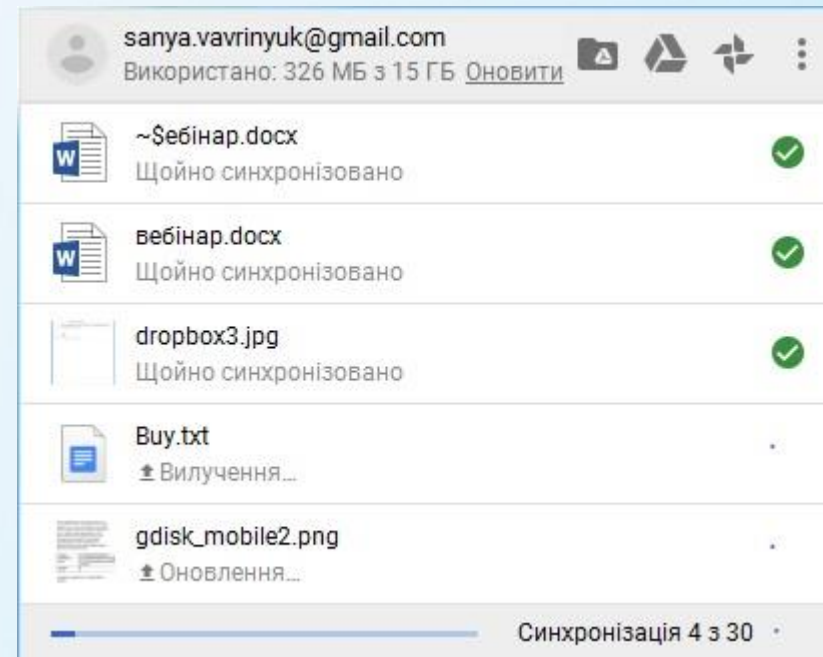 sanya.vavrinyuk@gmail.com
Використано: 326 МБ з 15 ГБ Оновити
~$ебінар.docx
Щойно синхронізовано
вебінар.docx
Щойно синхронізовано
dropbox3.jpg
Щойно синхронізовано
Buy.txt
Вилучення...
gdisk_mobile2.png
Оновлення...
Синхронізація 4 з 30